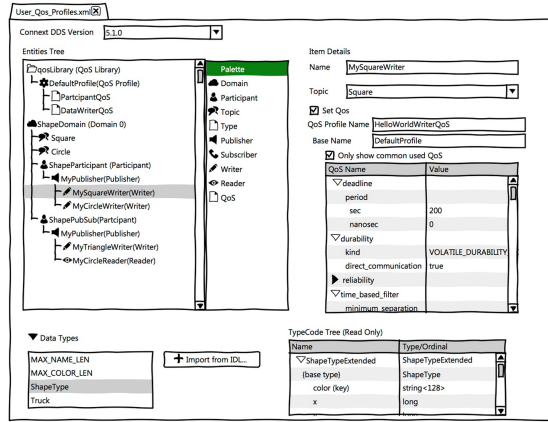 User_Qos_Profiles.xml
Connext DDS Version 5.1.0
Entities Tree
qosLibrary (QoS Library)
DefaultProfile(QoS Profile)
PartcipantQoS
DataWriterQoS
ShapeDomain (Domain 0)
Square
Circle
ShapeParticipant (Participant)
MyPublisher(Publisher)
MySquareWriter(Writer)
MyCircleWriter(Writer)
ShapePubSub(Partcipant)
MyPublisher(Publisher)
MyTriangleWriter(Writer)
MyCircleReader(Reader)
Palette
Domain
Participant
Topic
Type
Publisher
Subscriber
Writer
Reader
QoS
Item Details
Name MySquareWriter
Topic Square
Set Qos
QoS Profile Name HelloWorldWriterQoS
Base Name DefaultProfile
Only show common used QoS
QoS Name Value
deadline
period
sec 200
nanosec 0
durability
kind VOLATILE_DURABILITY_
direct_communication true
reliability
time_based_filter
minimum_separation
Data Types
MAX_NAME_LEN
MAX_COLOR_LEN
ShapeType
Truck
Import from IDL...
TypeCode Tree (Read Only)
Name Type/Ordinal
ShapeTypeExtended ShapeTypeExtended
(base type) ShapeType
color (key) string<128>
x long